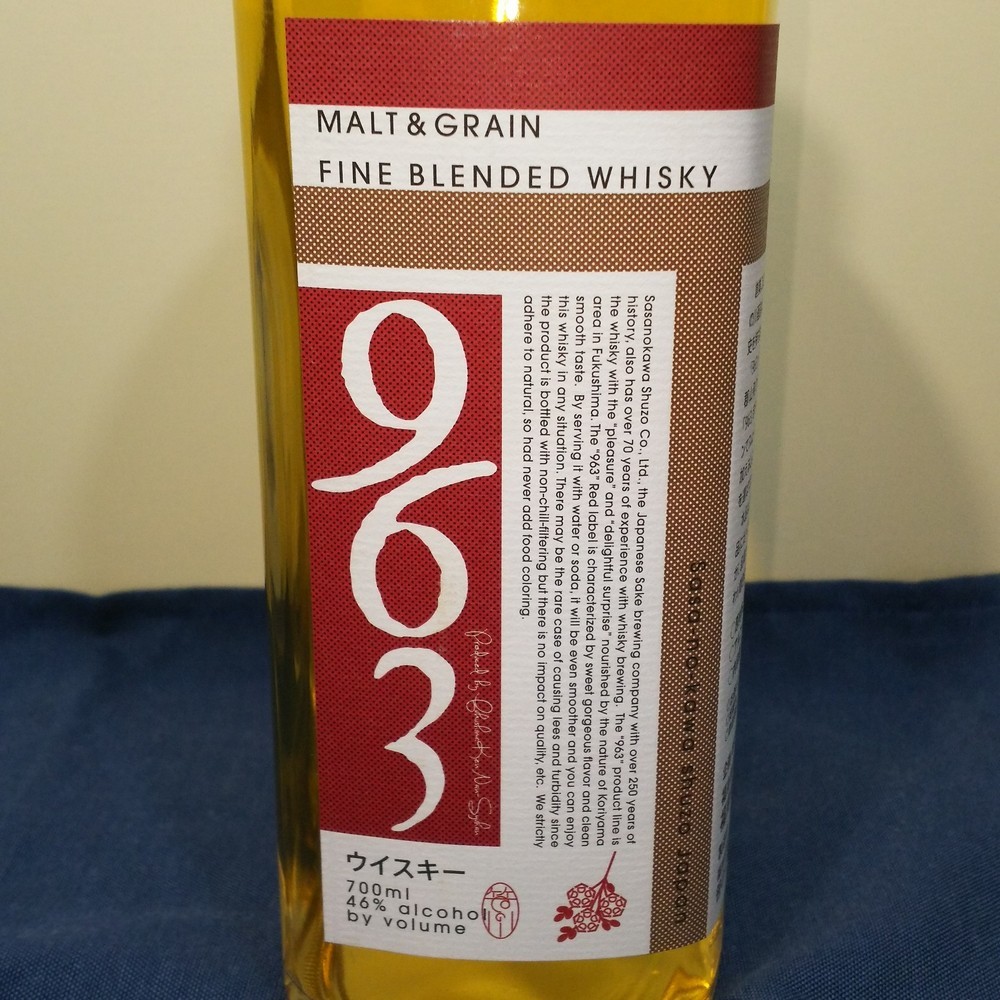 MALT&GRAIN
FINE BLENDED WHISKY
963
Sasanokawa Shuzo Co., Ltd., the Japanese Sake brewing company with over 250 years of
history, also has over 70 years of experience with whisky brewing. The "963" product line is
the whisky with the "pleasure" and "delightful surprise" nourished by the nature of Koriyama
area in Fukushima. The "963" Red label is characterized by sweet gorgeous flavor and clean
smooth taste. By serving it with water or soda, it will be even smoother and you can enjoy
this whisky in any situation. There may be the rare case of causing lees and turbidity since
the product is bottled with non-chill-filtering but there is no impact on quality, etc. We strictly
adhere to natural, so had never add food coloring.
Sasa no-kawa shuzo Japan
ウイスキー
700ml
46% alcohol
by volume